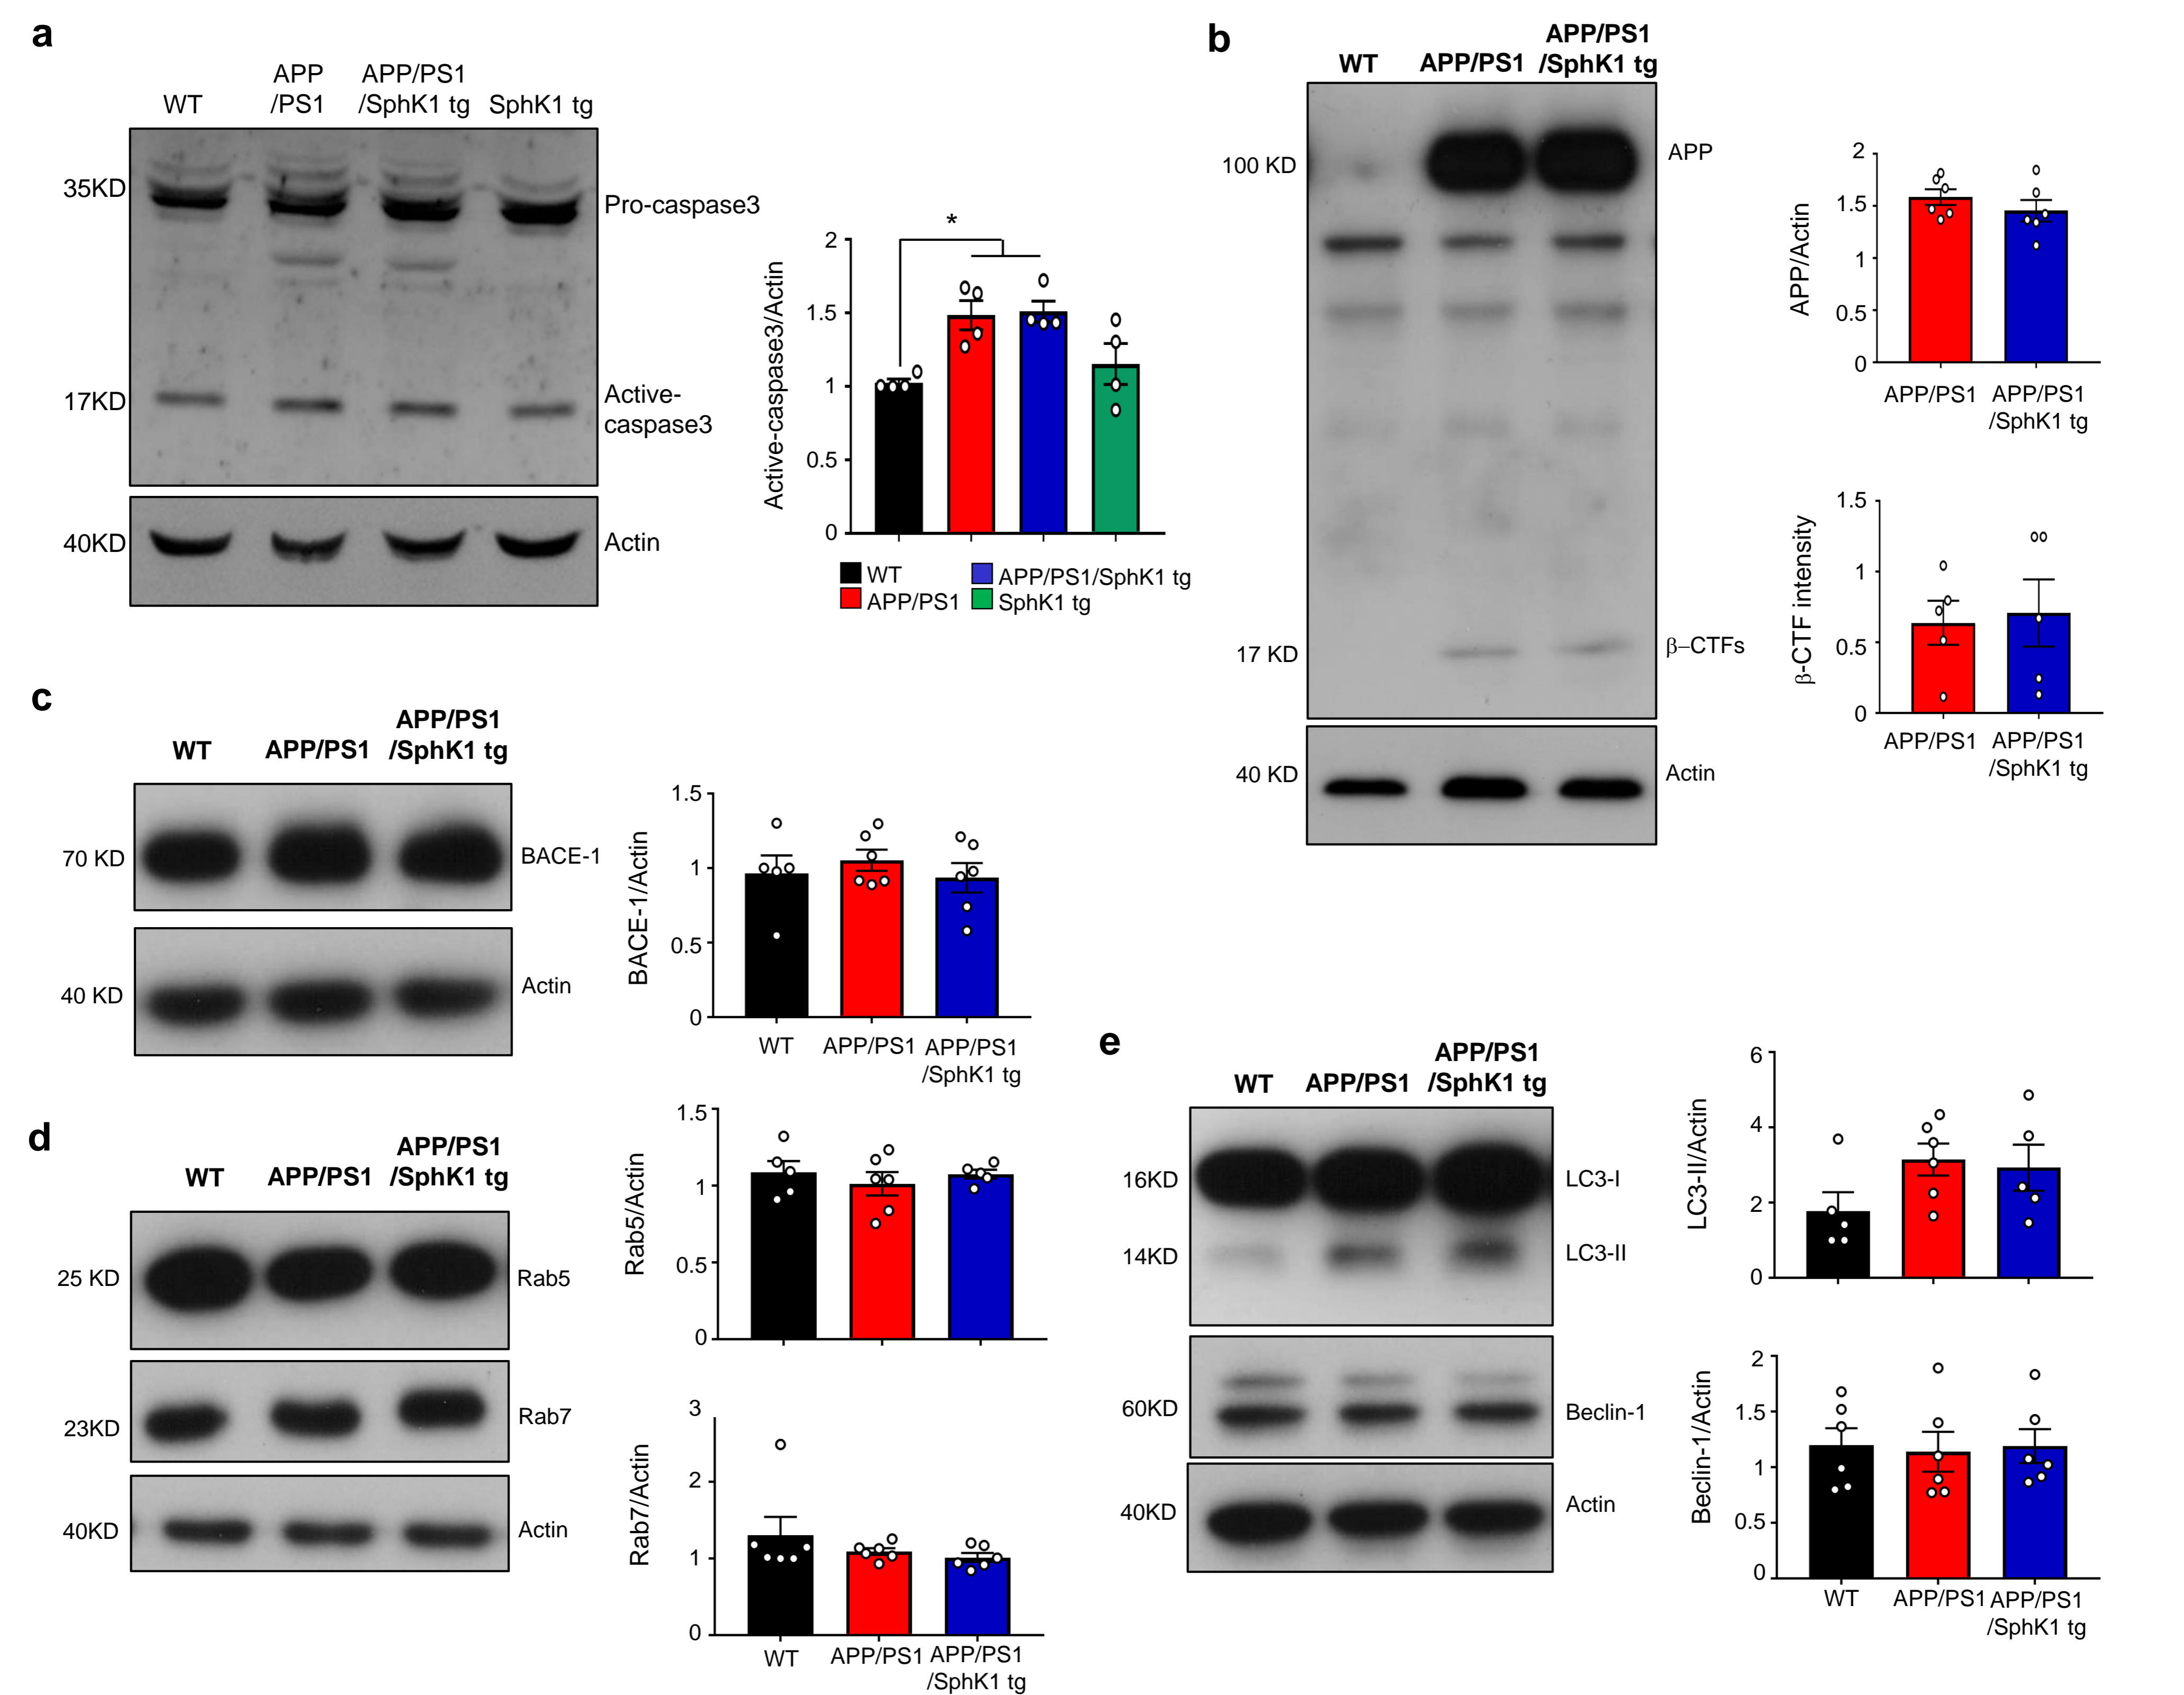 a
WT
APP
/PS1
APP/PS1
/SphK1 tg
SphK1 tg
35KD
Pro-caspase3
17KD
Active-
caspase3
40KD
Actin
Active-caspase3/Actin
2
1.5
1
0.5
0
*
WT
APP/PS1
APP/PS1/SphK1 tg
SphK1 tg
b
WT
APP/PS1
APP/PS1
/SphK1 tg
100 KD
APP
17 KD
β–CTFs
40 KD
Actin
APP/Actin
2
1.5
1
0.5
0
APP/PS1
APP/PS1
/SphK1 tg
β-CTF intensity
1.5
1
0.5
0
APP/PS1
APP/PS1
/SphK1 tg
c
WT
APP/PS1
APP/PS1
/SphK1 tg
70 KD
BACE-1
40 KD
Actin
BACE-1/Actin
1.5
1
0.5
0
WT
APP/PS1
APP/PS1
/SphK1 tg
d
WT
APP/PS1
APP/PS1
/SphK1 tg
25 KD
Rab5
23KD
Rab7
40KD
Actin
Rab5/Actin
1.5
1
0.5
0
Rab7/Actin
3
2
1
0
WT
APP/PS1
APP/PS1
/SphK1 tg
e
WT
APP/PS1
APP/PS1
/SphK1 tg
16KD
LC3-I
14KD
LC3-II
60KD
Beclin-1
40KD
Actin
LC3-II/Actin
6
4
2
0
Beclin-1/Actin
2
1.5
1
0.5
0
WT
APP/PS1
APP/PS1
/SphK1 tg